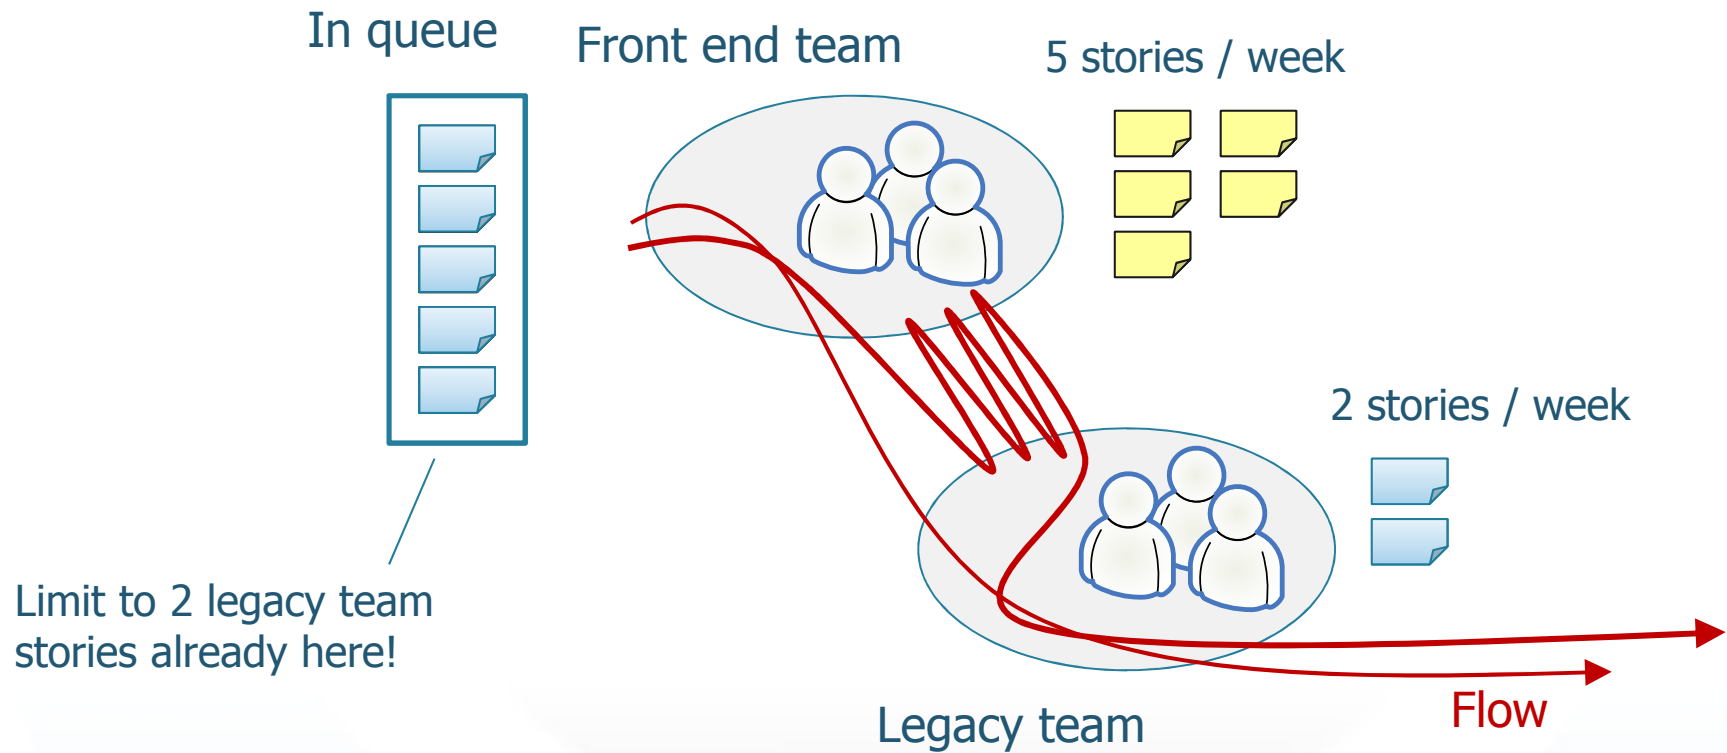 In queue
Front end team
5 stories / week
2 stories / week
Limit to 2 legacy team
stories already here!
Legacy team
Flow